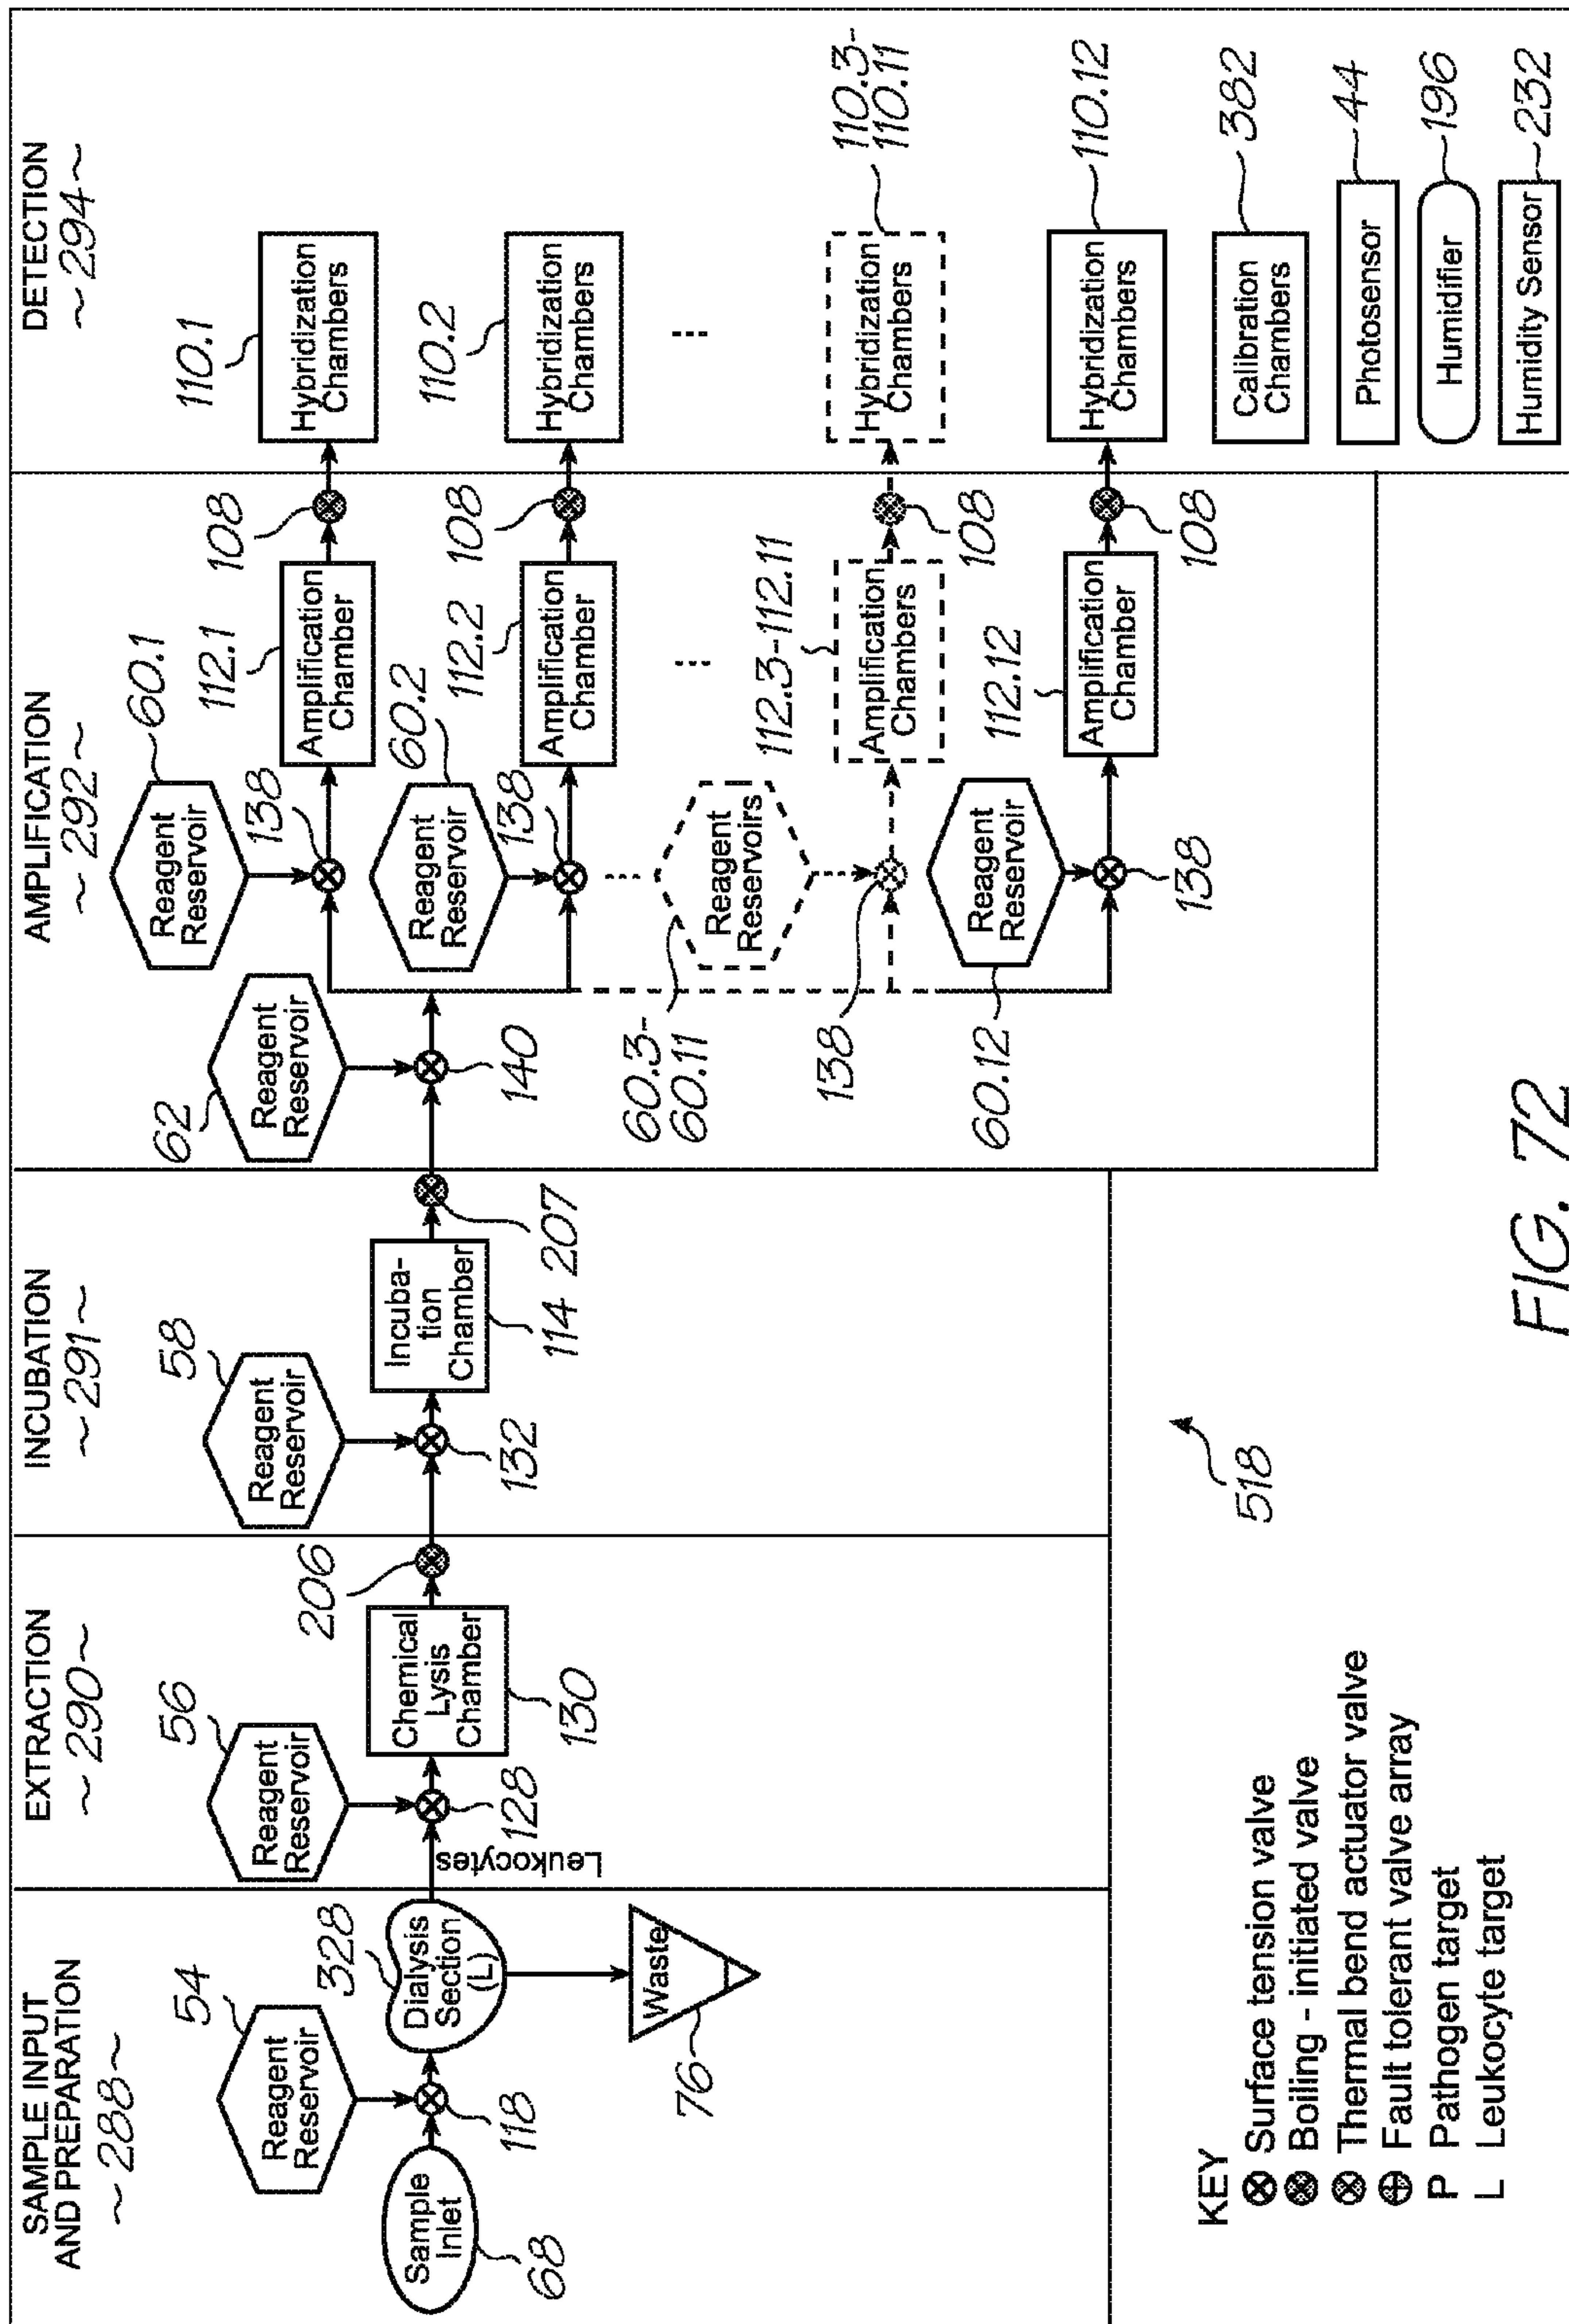 SAMPLE INPUT
AND PREPARATION
~288~
54
Reagent
Reservoir
Sample
Inlet
68
118
328
Dialysis
Section
(L)
Waste
76
EXTRACTION
~290~
56
Reagent
Reservoir
Leukocytes
128
Chemical
Lysis
Chamber
130
206
INCUBATION
~291~
58
Reagent
Reservoir
132
Incuba-
tion
Chamber
114
207
AMPLIFICATION
~292~
62
Reagent
Reservoir
140
60.1
Reagent
Reservoir
138
112.1
Amplification
Chamber
108
60.2
Reagent
Reservoir
138
112.2
Amplification
Chamber
108
...
...
60.3-
60.11
Reagent
Reservoirs
138
112.3-112.11
Amplification
Chambers
108
60.12
Reagent
Reservoir
138
112.12
Amplification
Chamber
108
DETECTION
~294~
110.1
Hybridization
Chambers
110.2
Hybridization
Chambers
...
110.3-
110.11
Hybridization
Chambers
110.12
Hybridization
Chambers
Calibration
Chambers
382
Photosensor
44
Humidifier
196
Humidity Sensor
232
KEY
Surface tension valve
Boiling - initiated valve
Thermal bend actuator valve
Fault tolerant valve array
P Pathogen target
L Leukocyte target
518
FIG. 72